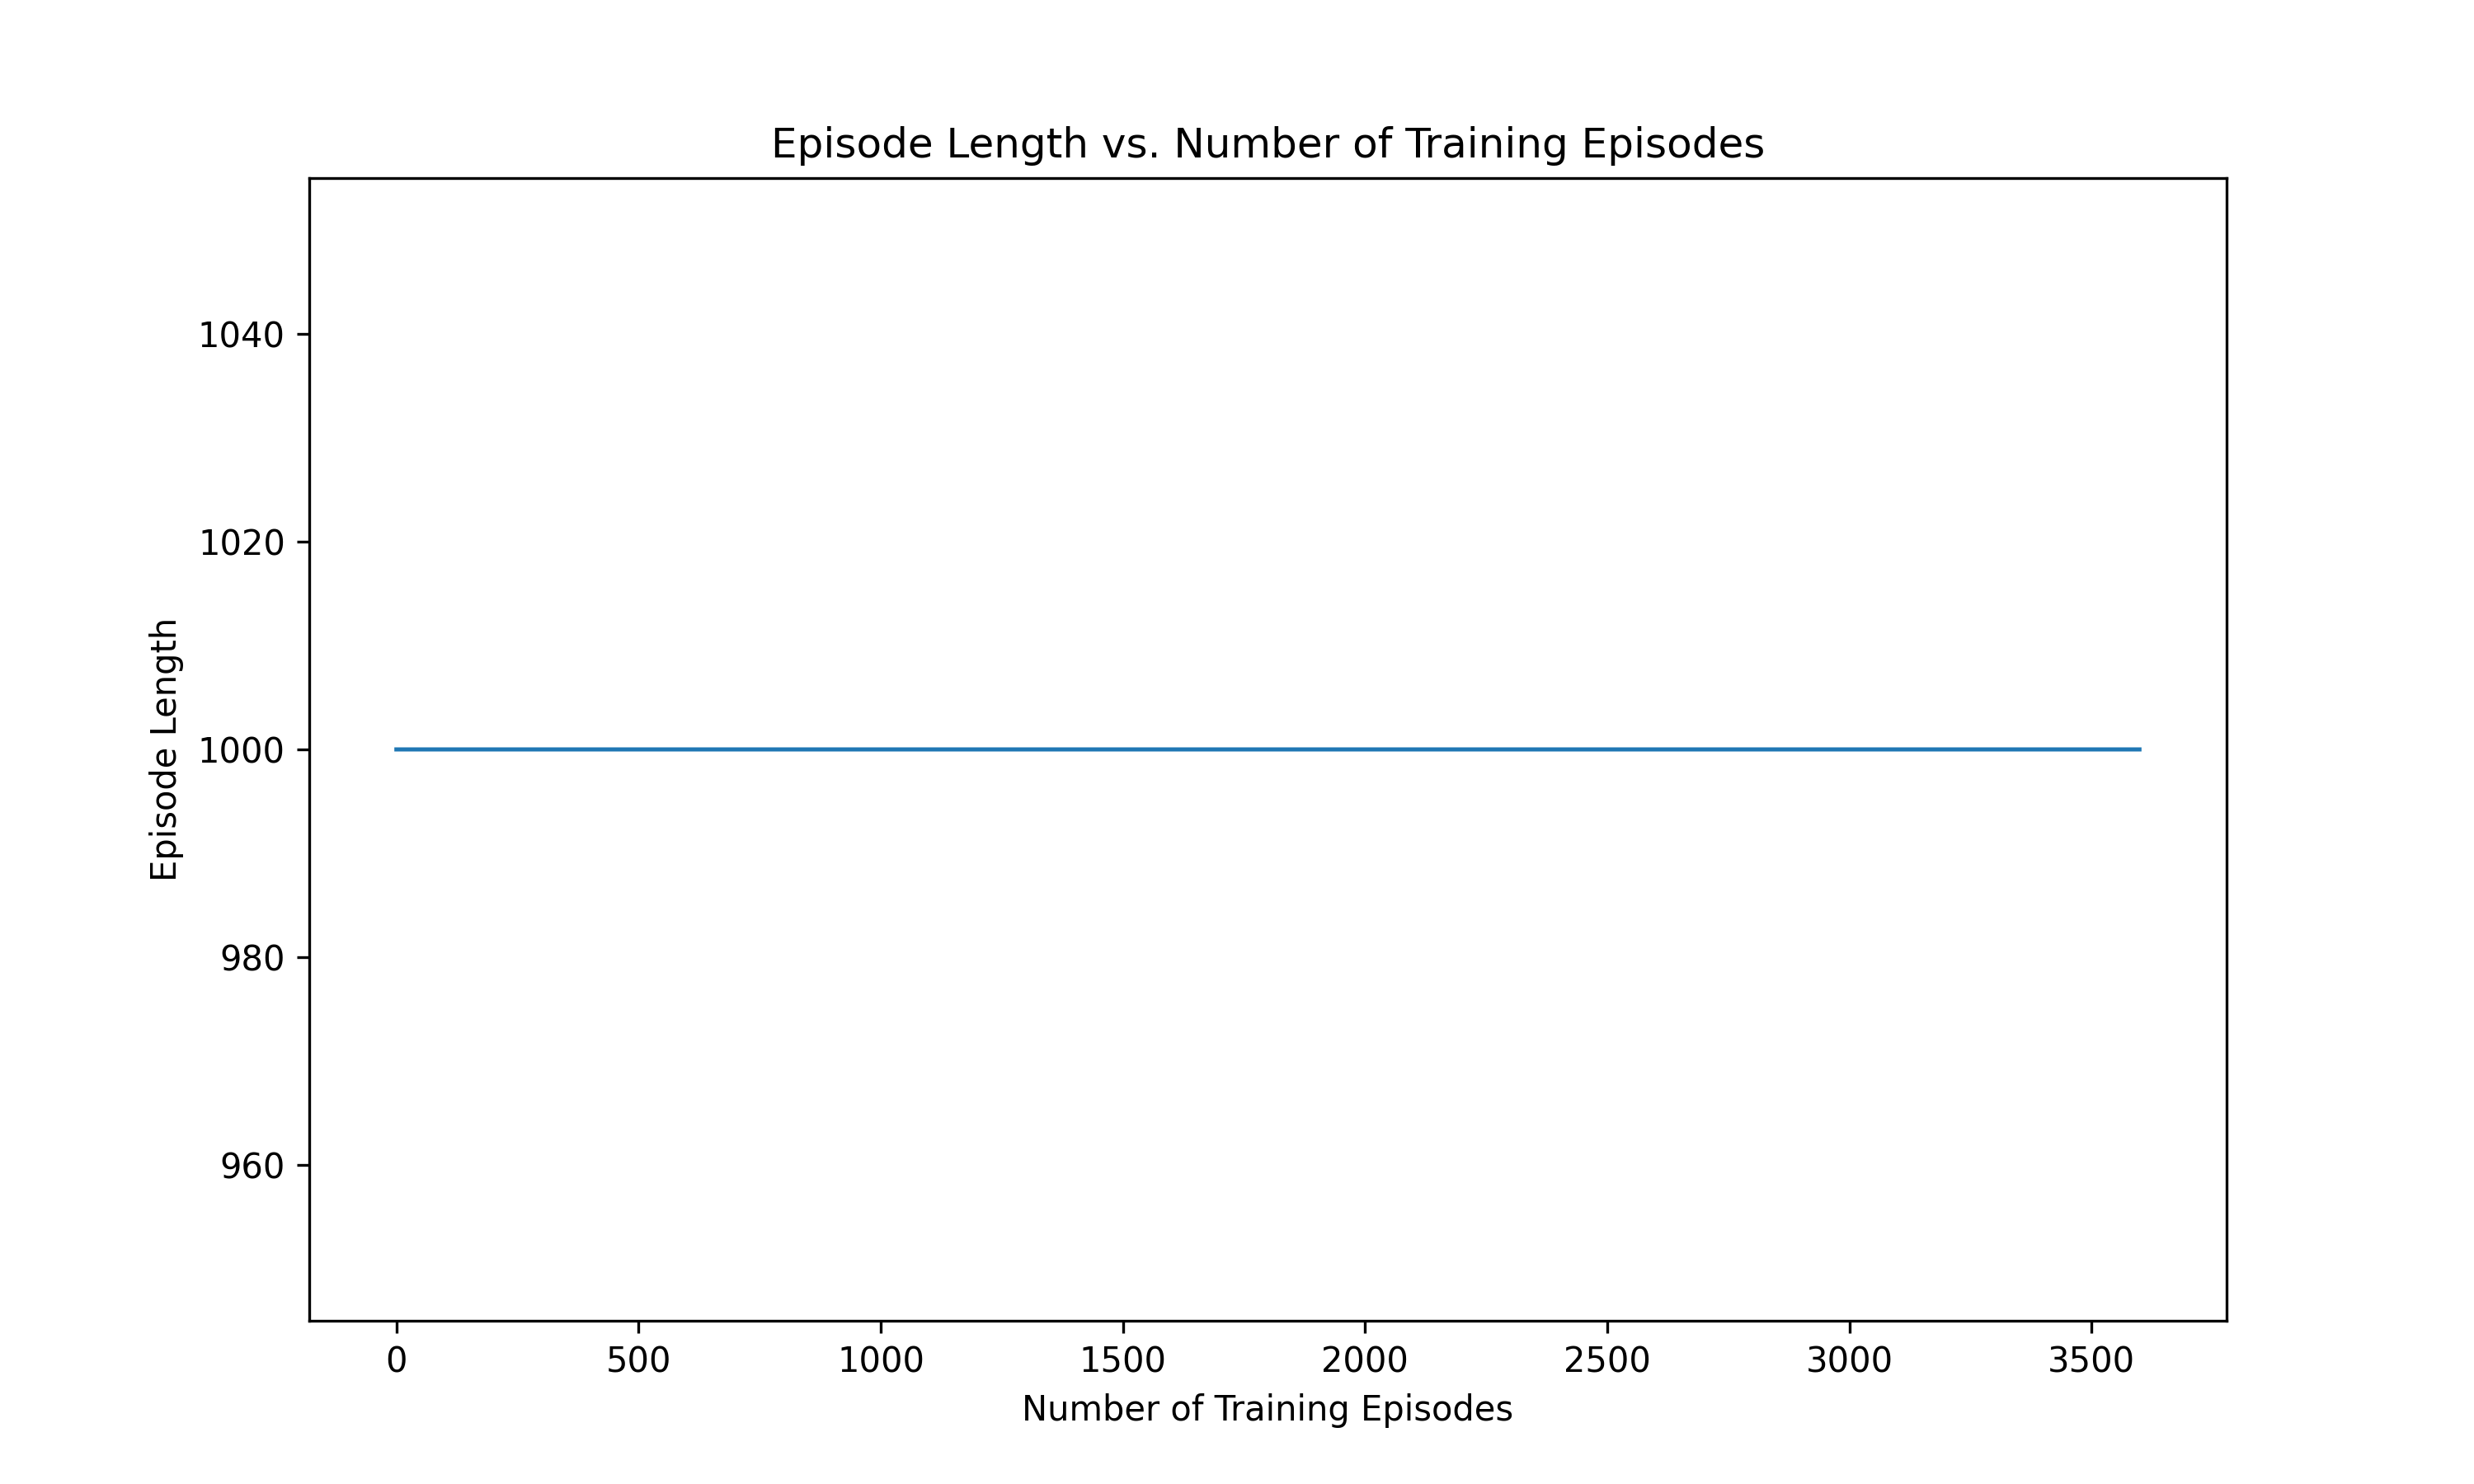 Episode Length vs. Number of Training Episodes
Episode Length
1040
1020
1000
980
960
0 500 1000 1500 2000 2500 3000 3500
Number of Training Episodes